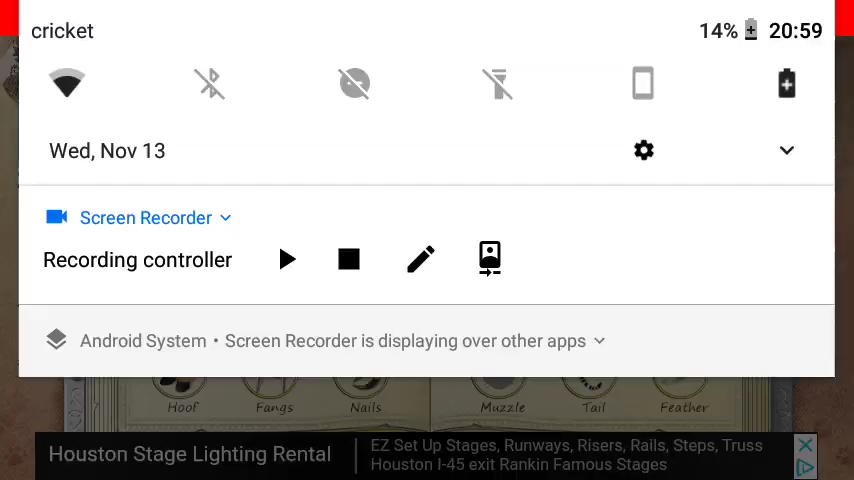 cricket
14% 20:59
Wed, Nov 13
Screen Recorder
Recording controller
Android System • Screen Recorder is displaying over other apps
Hoof Fangs Nails Muzzle Tail Feather
Houston Stage Lighting Rental
EZ Set Up Stages, Runways, Risers, Rails, Steps, Truss
Houston I-45 exit Rankin Famous Stages